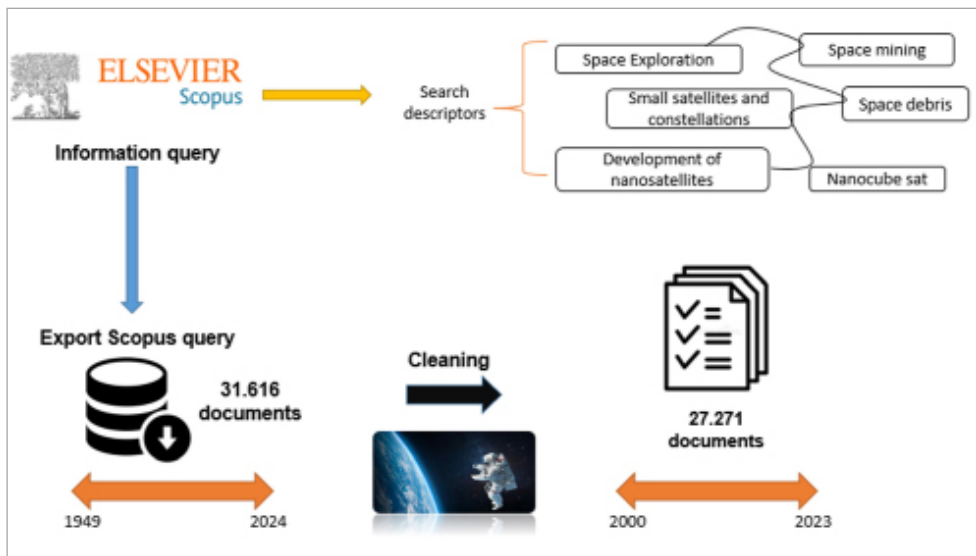 ELSEVIER
Scopus
Information query
Search
descriptors
Space Exploration
Space mining
Small satellites and
constellations
Space debris
Development of
nanosatellites
Nanocube sat
Export Scopus query
31.616
documents
Cleaning
27.271
documents
1949
2024
2000
2023